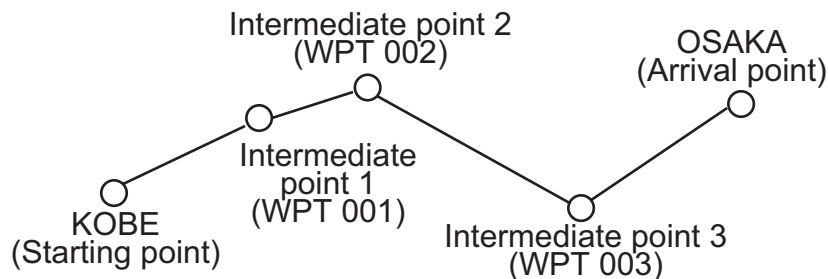 Intermediate point 2
(WPT 002)
OSAKA
(Arrival point)
Intermediate
point 1
(WPT 001)
KOBE
(Starting point)
Intermediate point 3
(WPT 003)